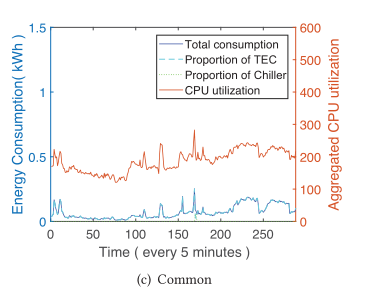 1.5
1
0.5
0
Energy Consumption( kWh )
Total consumption
Proportion of TEC
Proportion of Chiller
CPU utilization
600
500
400
300
200
100
0
Aggregated CPU utilization
0 50 100 150 200 250
Time ( every 5 minutes )
(c) Common